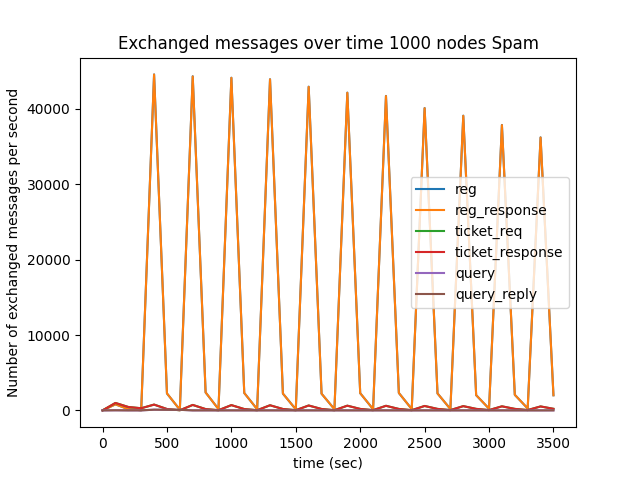 Exchanged messages over time 1000 nodes Spam
Number of exchanged messages per second
40000
30000
20000
10000
0
reg
reg_response
ticket_req
ticket_response
query
query_reply
0 500 1000 1500 2000 2500 3000 3500
time (sec)